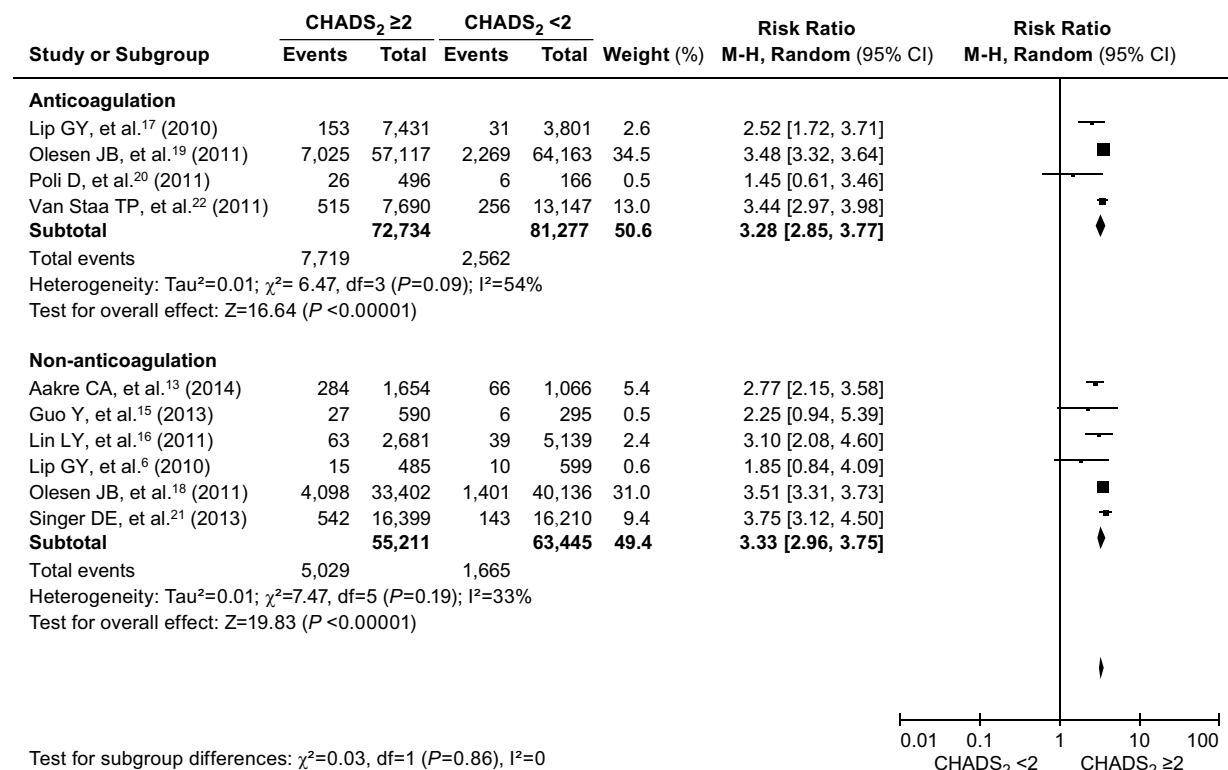 CHADS₂ ≥2 CHADS₂ <2 Risk Ratio Risk Ratio
Study or Subgroup Events Total Events Total Weight (%) M-H, Random (95% CI) M-H, Random (95% CI)
Anticoagulation
Lip GY, et al.¹⁷ (2010) 153 7,431 31 3,801 2.6 2.52 [1.72, 3.71]
Olesen JB, et al.¹⁹ (2011) 7,025 57,117 2,269 64,163 34.5 3.48 [3.32, 3.64]
Poli D, et al.²⁰ (2011) 26 496 6 166 0.5 1.45 [0.61, 3.46]
Van Staa TP, et al.²² (2011) 515 7,690 256 13,147 13.0 3.44 [2.97, 3.98]
Subtotal 72,734 81,277 50.6 3.28 [2.85, 3.77]
Total events 7,719 2,562
Heterogeneity: Tau²=0.01; χ²= 6.47, df=3 (P=0.09); I²=54%
Test for overall effect: Z=16.64 (P <0.00001)
Non-anticoagulation
Aakre CA, et al.¹³ (2014) 284 1,654 66 1,066 5.4 2.77 [2.15, 3.58]
Guo Y, et al.¹⁵ (2013) 27 590 6 295 0.5 2.25 [0.94, 5.39]
Lin LY, et al.¹⁶ (2011) 63 2,681 39 5,139 2.4 3.10 [2.08, 4.60]
Lip GY, et al.⁶ (2010) 15 485 10 599 0.6 1.85 [0.84, 4.09]
Olesen JB, et al.¹⁸ (2011) 4,098 33,402 1,401 40,136 31.0 3.51 [3.31, 3.73]
Singer DE, et al.²¹ (2013) 542 16,399 143 16,210 9.4 3.75 [3.12, 4.50]
Subtotal 55,211 63,445 49.4 3.33 [2.96, 3.75]
Total events 5,029 1,665
Heterogeneity: Tau²=0.01; χ²=7.47, df=5 (P=0.19); I²=33%
Test for overall effect: Z=19.83 (P <0.00001)
0.01 0.1 1 10 100
Test for subgroup differences: χ²=0.03, df=1 (P=0.86), I²=0
CHADS₂ <2 CHADS₂ ≥2